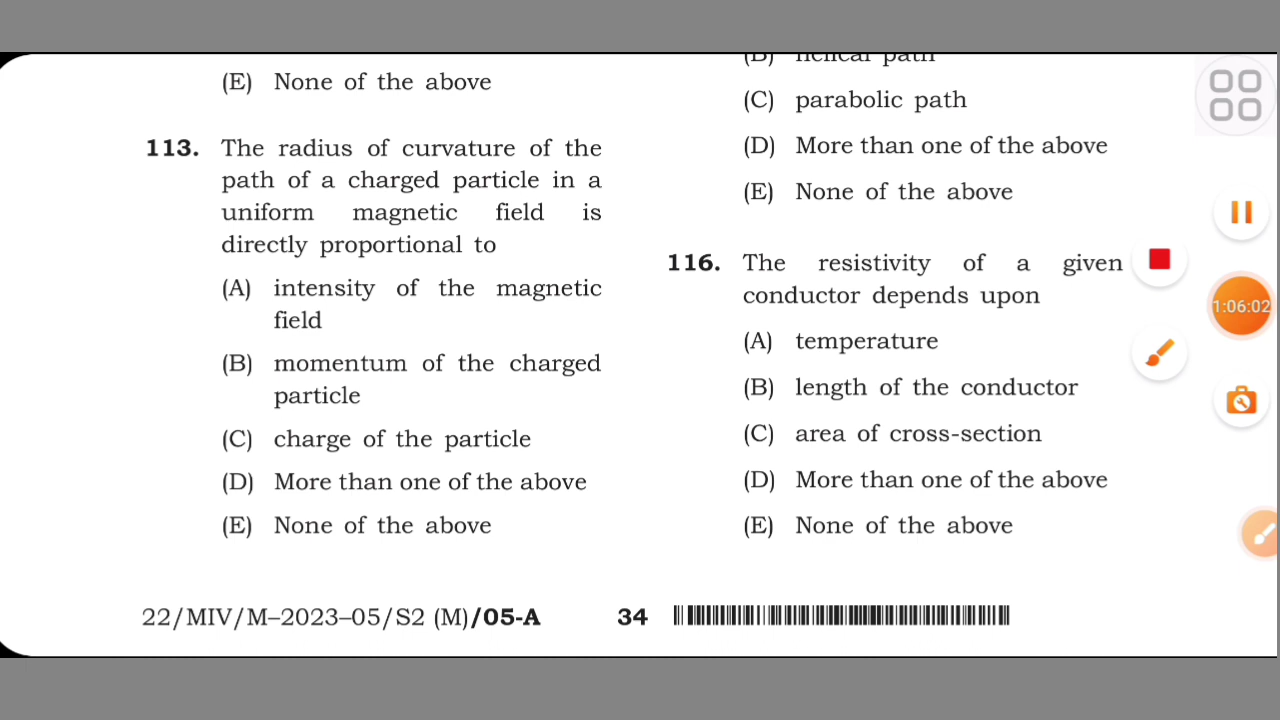 (E) None of the above
113. The radius of curvature of the
path of a charged particle in a
uniform magnetic field is
directly proportional to
(A) intensity of the magnetic
field
(B) momentum of the charged
particle
(C) charge of the particle
(D) More than one of the above
(E) None of the above
(B) helical path
(C) parabolic path
(D) More than one of the above
(E) None of the above
116. The resistivity of a given
conductor depends upon
(A) temperature
(B) length of the conductor
(C) area of cross-section
(D) More than one of the above
(E) None of the above
22/MIV/M–2023–05/S2 (M)/05-A 34
1:06:02